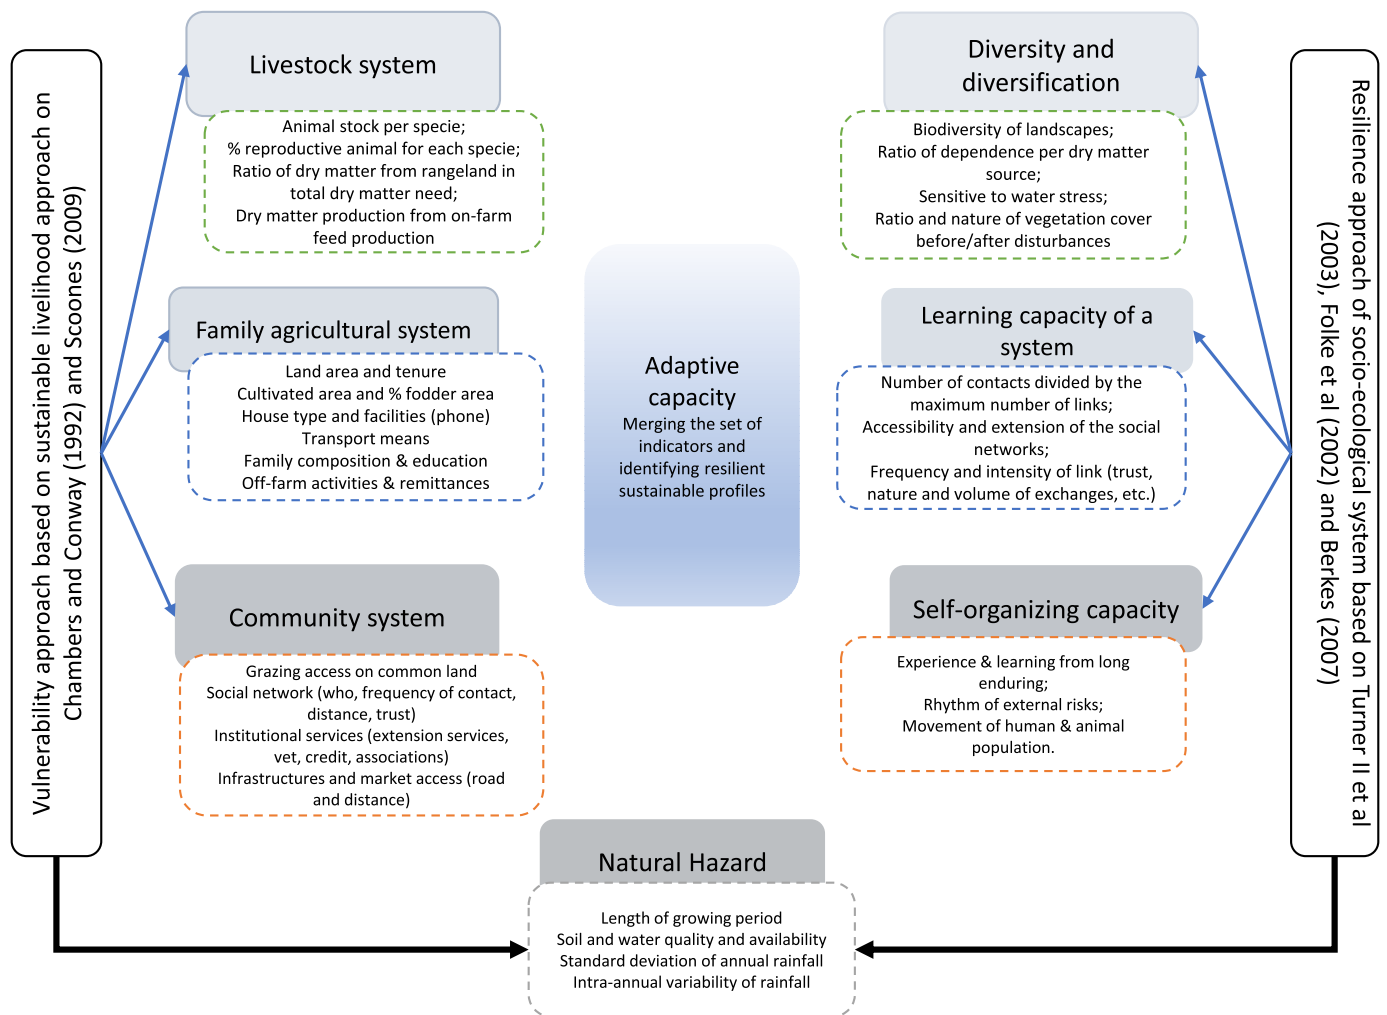 Vulnerability approach based on sustainable livelihood approach on
Chambers and Conway (1992) and Scoones (2009)
Livestock system
Animal stock per specie;
% reproductive animal for each specie;
Ratio of dry matter from rangeland in
total dry matter need;
Dry matter production from on-farm
feed production
Family agricultural system
Land area and tenure
Cultivated area and % fodder area
House type and facilities (phone)
Transport means
Family composition & education
Off-farm activities & remittances
Community system
Grazing access on common land
Social network (who, frequency of contact,
distance, trust)
Institutional services (extension services,
vet, credit, associations)
Infrastructures and market access (road
and distance)
Adaptive
capacity
Merging the set of
indicators and
identifying resilient
sustainable profiles
Diversity and
diversification
Biodiversity of landscapes;
Ratio of dependence per dry matter
source;
Sensitive to water stress;
Ratio and nature of vegetation cover
before/after disturbances
Learning capacity of a
system
Number of contacts divided by the
maximum number of links;
Accessibility and extension of the social
networks;
Frequency and intensity of link (trust,
nature and volume of exchanges, etc.)
Self-organizing capacity
Experience & learning from long
enduring;
Rhythm of external risks;
Movement of human & animal
population.
Resilience approach of socio-ecological system based on Turner II et al
(2003), Folke et al (2002) and Berkes (2007)
Natural Hazard
Length of growing period
Soil and water quality and availability
Standard deviation of annual rainfall
Intra-annual variability of rainfall